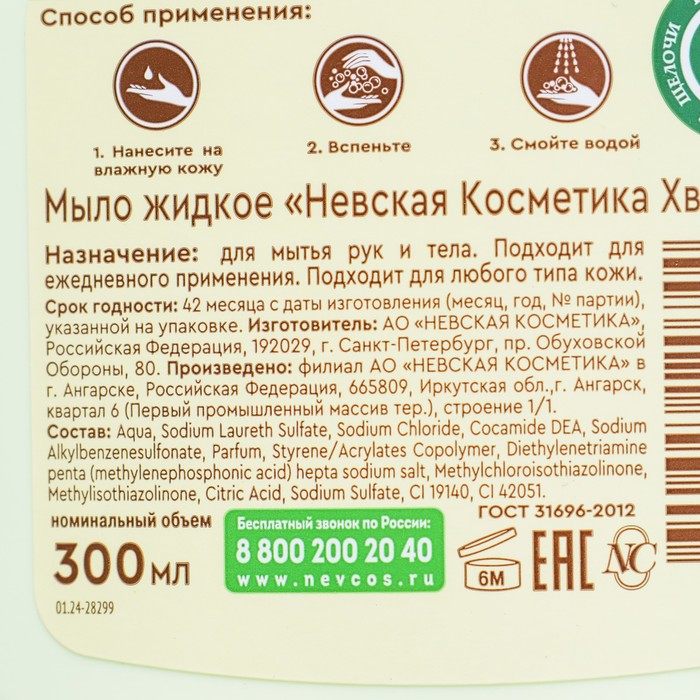 Способ применения:
1. Нанесите на
влажную кожу
2. Вспеньте
3. Смойте водой
ЩЕЛОЧИ
Мыло жидкое «Невская Косметика Хв
Назначение: для мытья рук и тела. Подходит для
ежедневного применения. Подходит для любого типа кожи.
Срок годности: 42 месяца с даты изготовления (месяц, год, № партии),
указанной на упаковке. Изготовитель: АО «НЕВСКАЯ КОСМЕТИКА»,
Российская Федерация, 192029, г. Санкт-Петербург, пр. Обуховской
Обороны, 80. Произведено: филиал АО «НЕВСКАЯ КОСМЕТИКА» в
г. Ангарске, Российская Федерация, 665809, Иркутская обл.,г. Ангарск,
квартал 6 (Первый промышленный массив тер.), строение 1/1.
Состав: Aqua, Sodium Laureth Sulfate, Sodium Chloride, Cocamide DEA, Sodium
Alkylbenzenesulfonate, Parfum, Styrene/Acrylates Copolymer, Diethylenetriamine
penta (methylenephosphonic acid) hepta sodium salt, Methylchloroisothiazolinone,
Methylisothiazolinone, Citric Acid, Sodium Sulfate, CI 19140, CI 42051.
ГОСТ 31696-2012
номинальный объем
300 мл
Бесплатный звонок по России:
8 800 200 20 40
www.nevcos.ru
6М
EAC
NC
01.24-28299